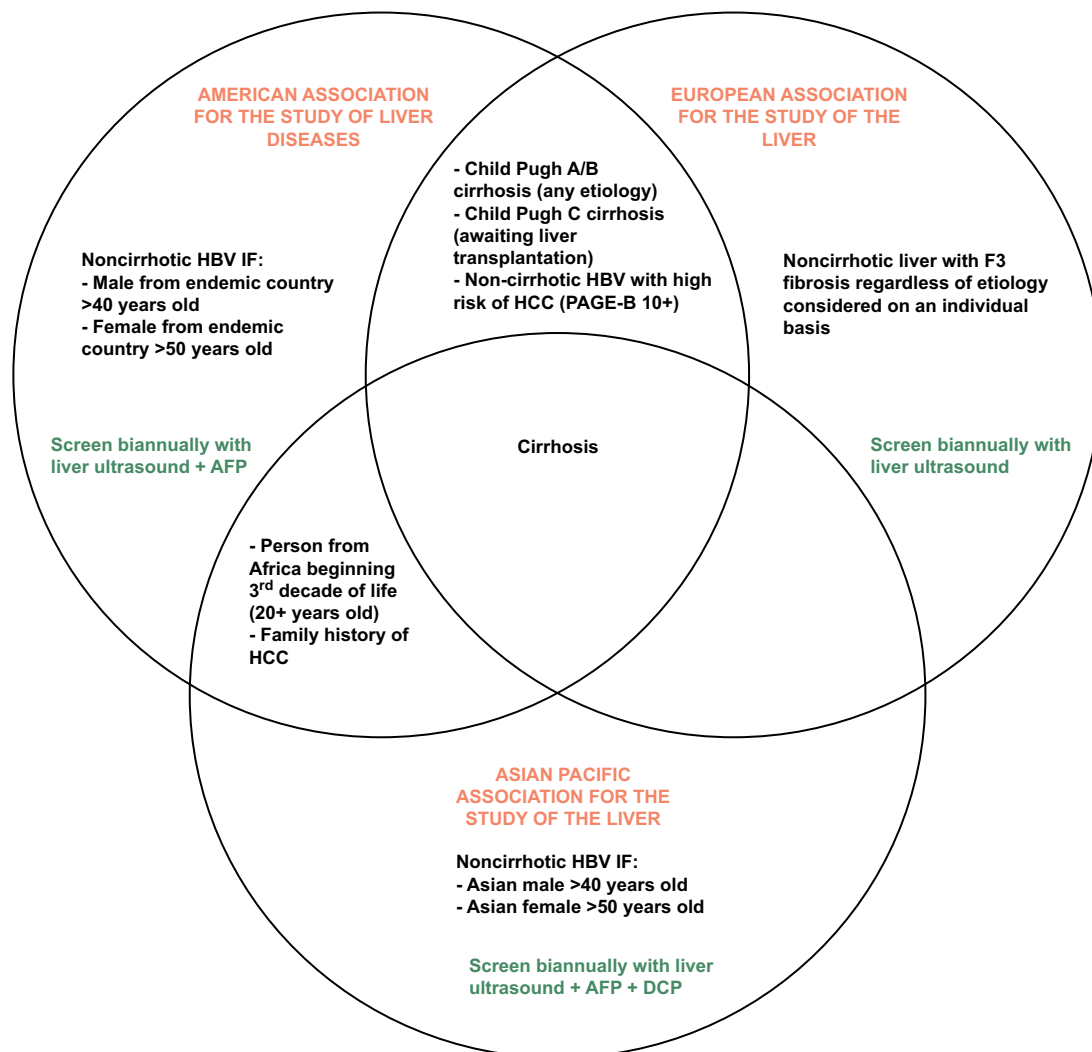 AMERICAN ASSOCIATION
FOR THE STUDY OF LIVER
DISEASES
EUROPEAN ASSOCIATION
FOR THE STUDY OF THE
LIVER
- Child Pugh A/B
cirrhosis (any etiology)
- Child Pugh C cirrhosis
(awaiting liver
transplantation)
- Non-cirrhotic HBV with high
risk of HCC (PAGE-B 10+)
Noncirrhotic HBV IF:
- Male from endemic country
>40 years old
- Female from endemic
country >50 years old
Noncirrhotic liver with F3
fibrosis regardless of etiology
considered on an individual
basis
Screen biannually with
liver ultrasound + AFP
Cirrhosis
Screen biannually with
liver ultrasound
- Person from
Africa beginning
3rd decade of life
(20+ years old)
- Family history of
HCC
ASIAN PACIFIC
ASSOCIATION FOR THE
STUDY OF THE LIVER
Noncirrhotic HBV IF:
- Asian male >40 years old
- Asian female >50 years old
Screen biannually with liver
ultrasound + AFP + DCP